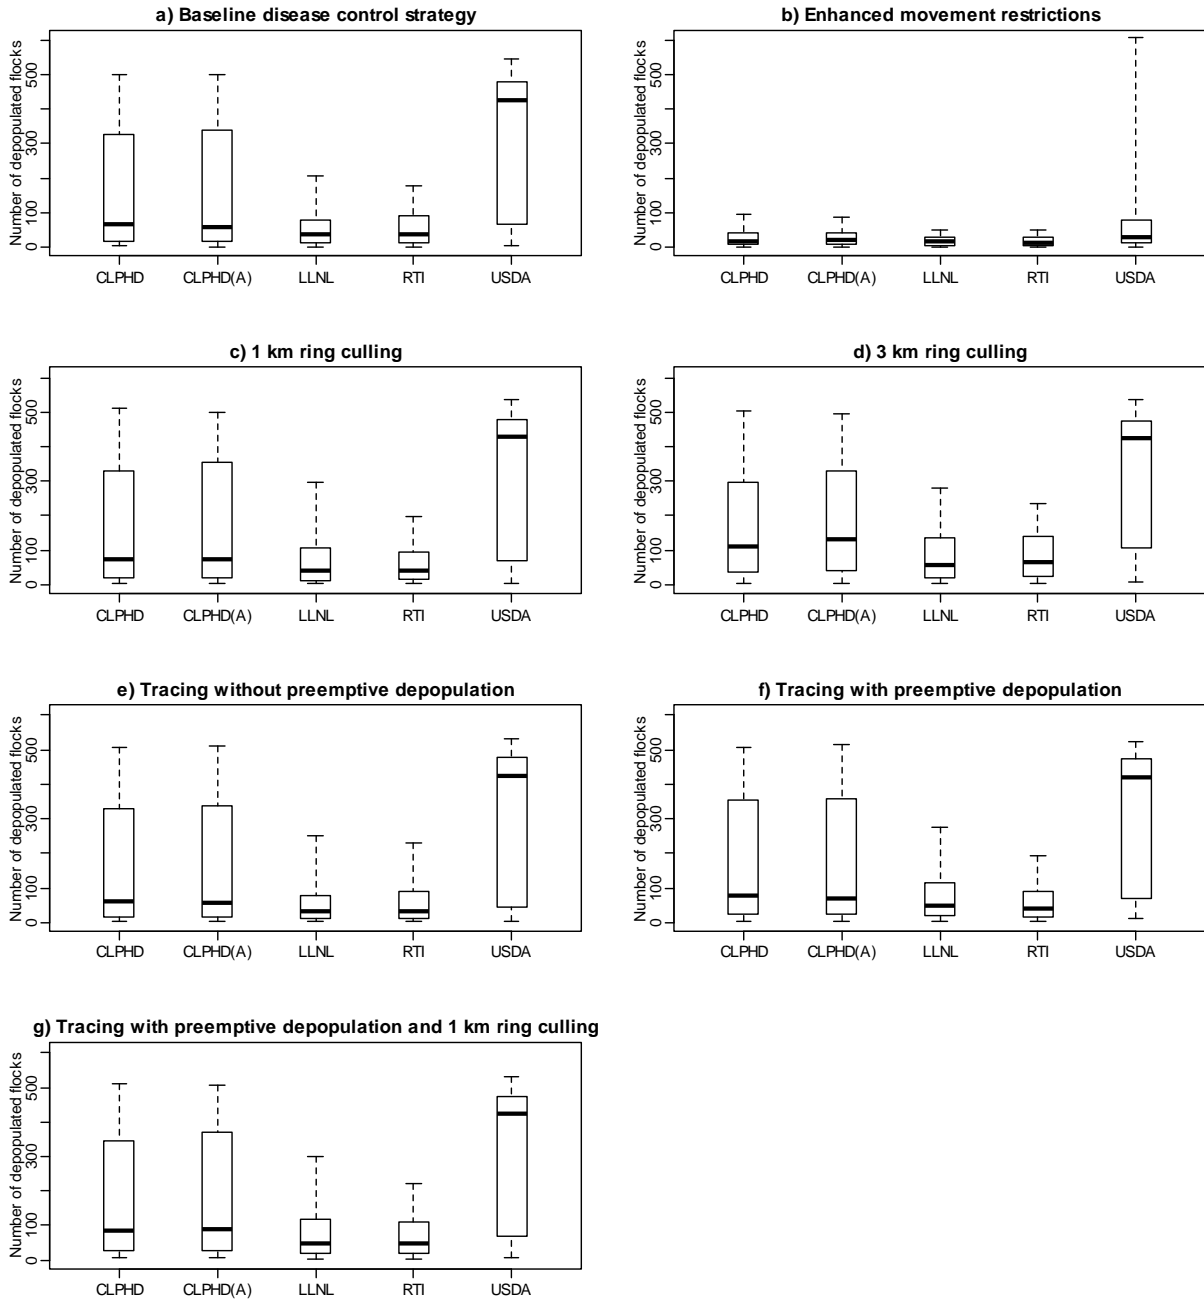 a) Baseline disease control strategy
Number of depopulated flocks
0 100 300 500
CLPHD CLPHD(A) LLNL RTI USDA
b) Enhanced movement restrictions
Number of depopulated flocks
0 100 300 500
CLPHD CLPHD(A) LLNL RTI USDA
c) 1 km ring culling
Number of depopulated flocks
0 100 300 500
CLPHD CLPHD(A) LLNL RTI USDA
d) 3 km ring culling
Number of depopulated flocks
0 100 300 500
CLPHD CLPHD(A) LLNL RTI USDA
e) Tracing without preemptive depopulation
Number of depopulated flocks
0 100 300 500
CLPHD CLPHD(A) LLNL RTI USDA
f) Tracing with preemptive depopulation
Number of depopulated flocks
0 100 300 500
CLPHD CLPHD(A) LLNL RTI USDA
g) Tracing with preemptive depopulation and 1 km ring culling
Number of depopulated flocks
0 100 300 500
CLPHD CLPHD(A) LLNL RTI USDA